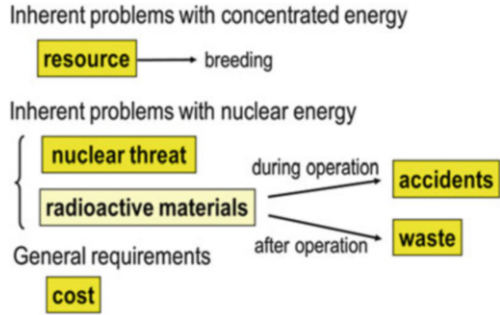 Inherent problems with concentrated energy
resource
breeding
Inherent problems with nuclear energy
nuclear threat
during operation
accidents
radioactive materials
after operation
waste
General requirements
cost